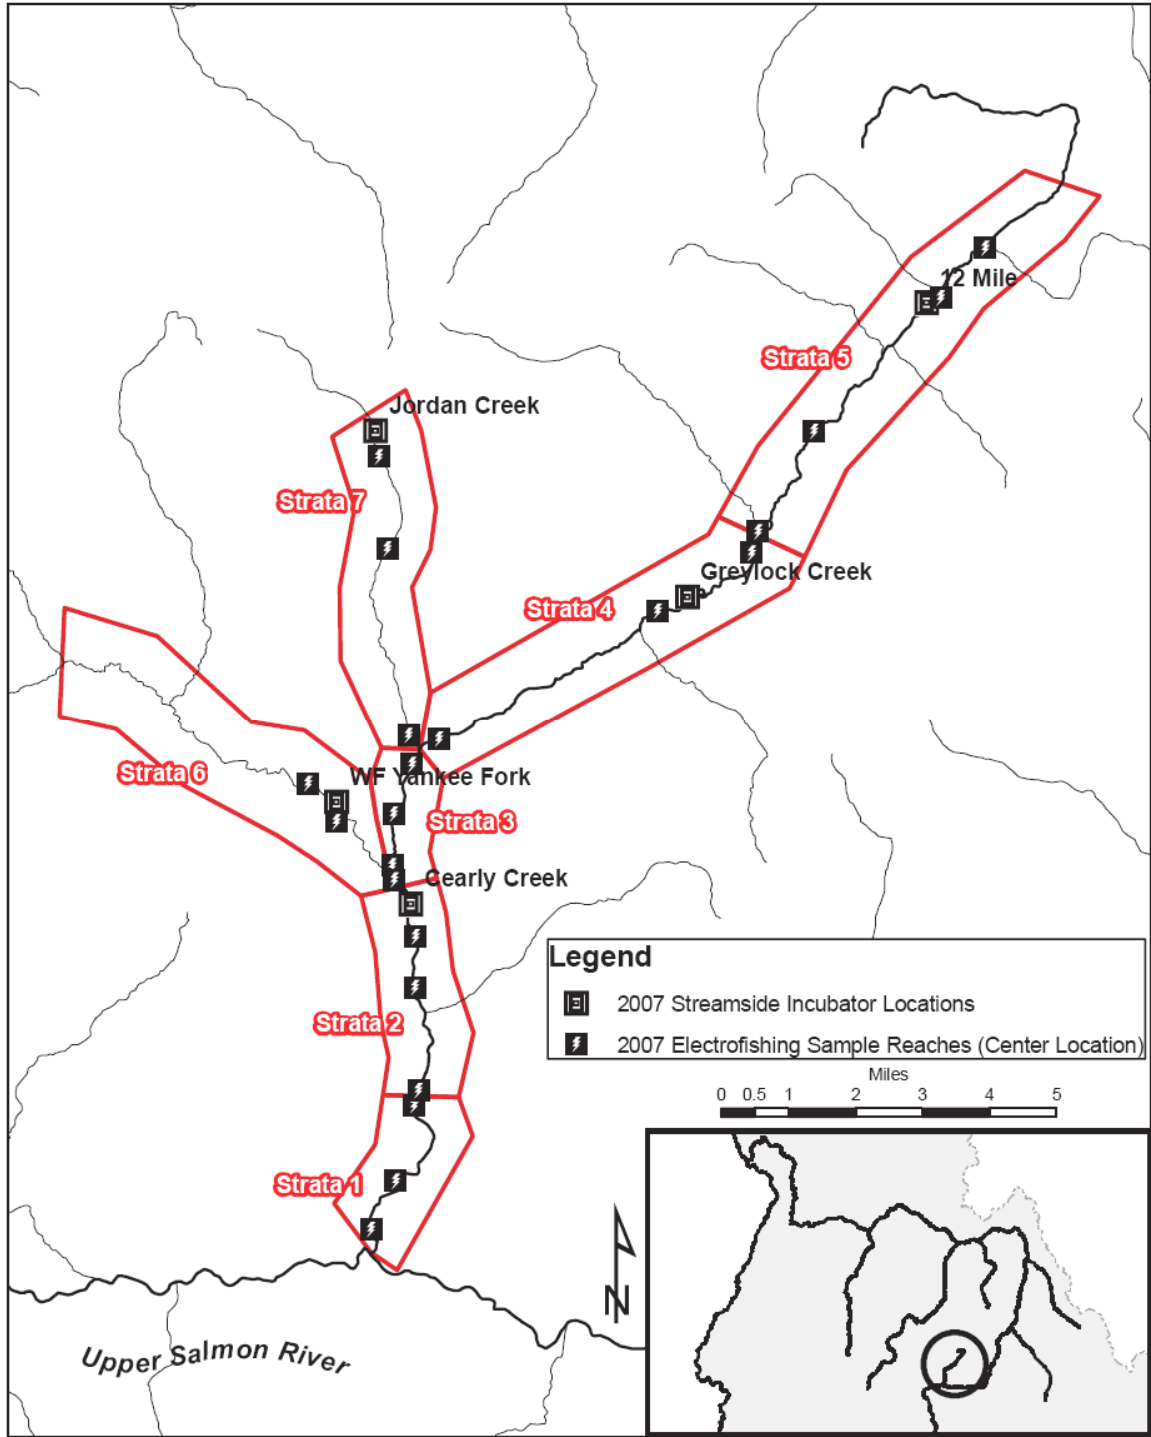 12 Mile
Strata 5
Jordan Creek
Strata 7
Greylock Creek
Strata 4
WF Yankee Fork
Strata 6
Strata 3
Cearly Creek
Legend
2007 Streamside Incubator Locations
2007 Electrofishing Sample Reaches (Center Location)
Strata 2
Miles
0 0.5 1 2 3 4 5
Strata 1
N
Upper Salmon River